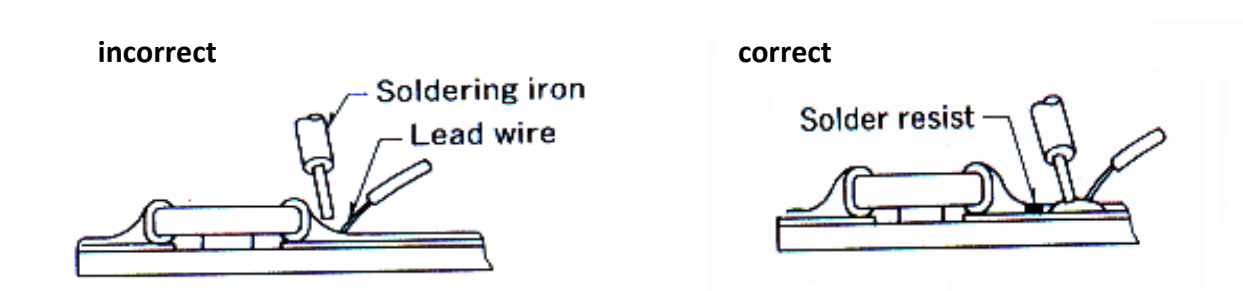 incorrect
Soldering iron
Lead wire
correct
Solder resist